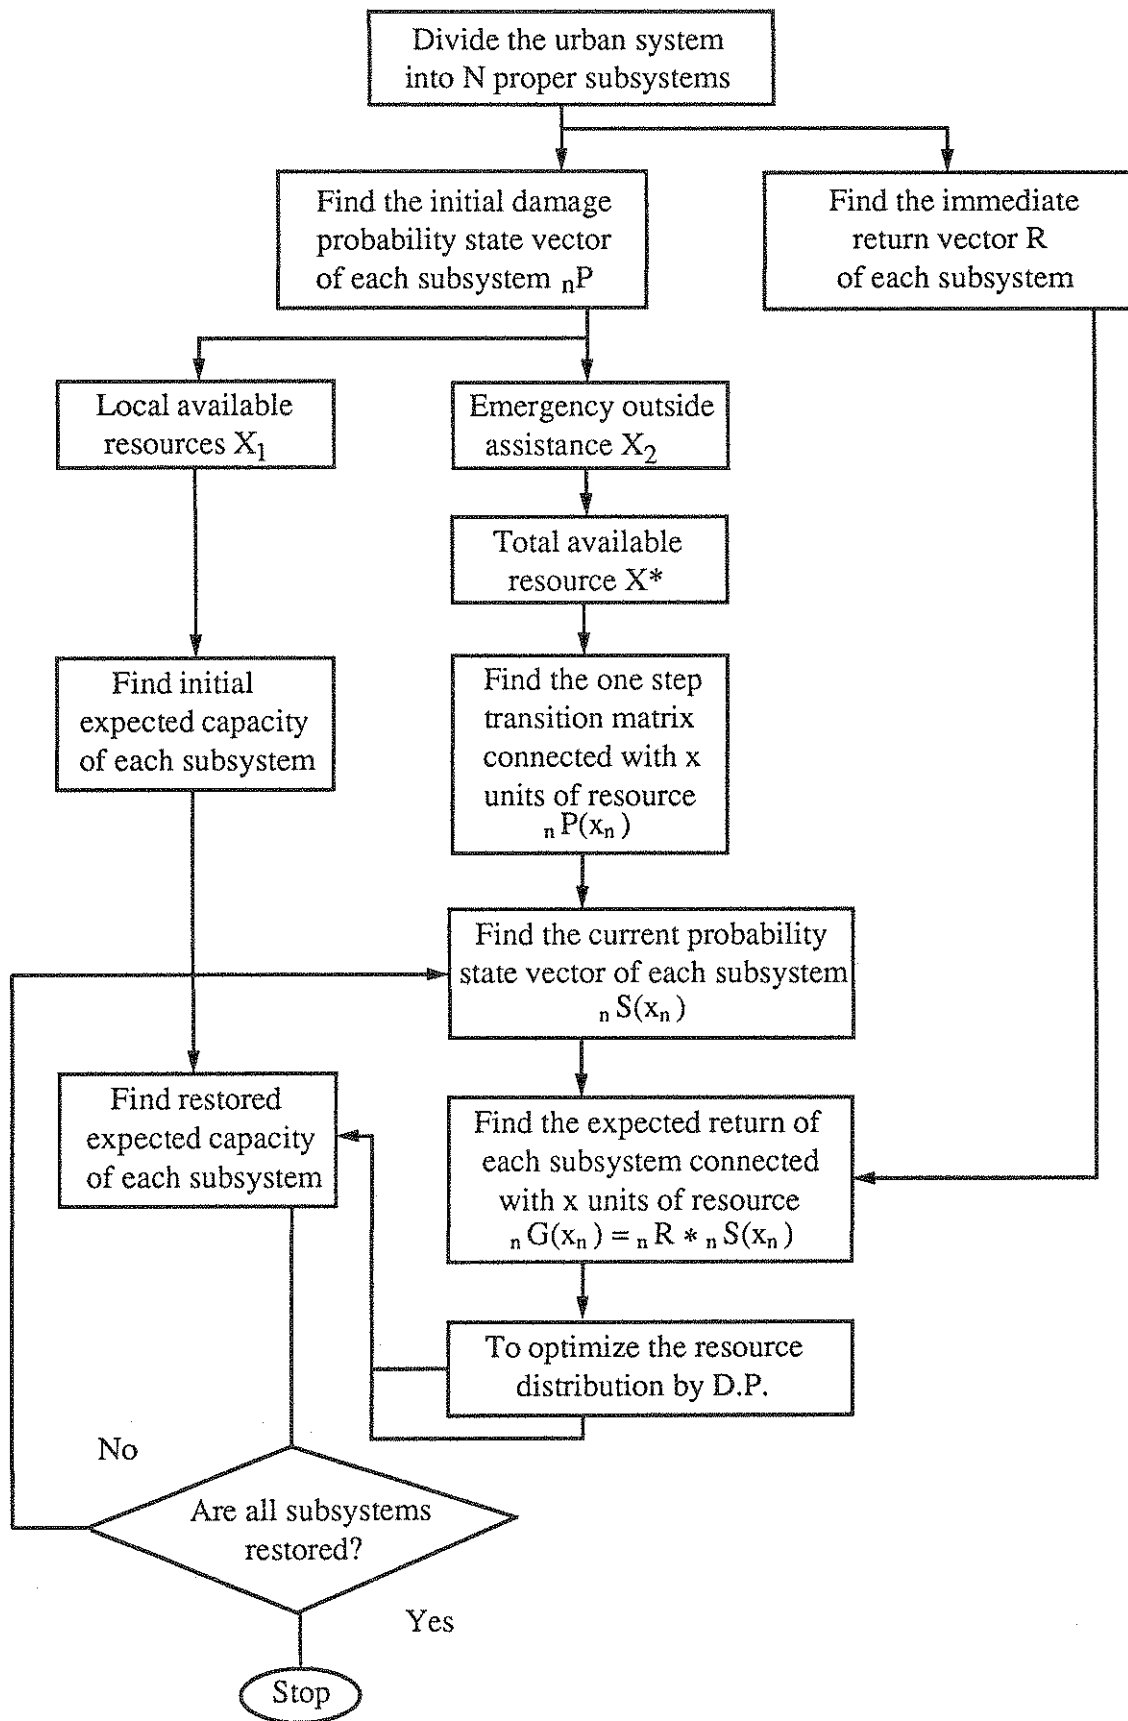 Divide the urban system
into N proper subsystems
Find the initial damage
probability state vector
of each subsystem ₙP
Find the immediate
return vector R
of each subsystem
Local available
resources X₁
Emergency outside
assistance X₂
Total available
resource X*
Find initial
expected capacity
of each subsystem
Find the one step
transition matrix
connected with x
units of resource
ₙ P(xₙ)
Find the current probability
state vector of each subsystem
ₙ S(xₙ)
Find restored
expected capacity
of each subsystem
Find the expected return of
each subsystem connected
with x units of resource
ₙ G(xₙ) = ₙ R * ₙ S(xₙ)
To optimize the resource
distribution by D.P.
No
Are all subsystems
restored?
Yes
Stop